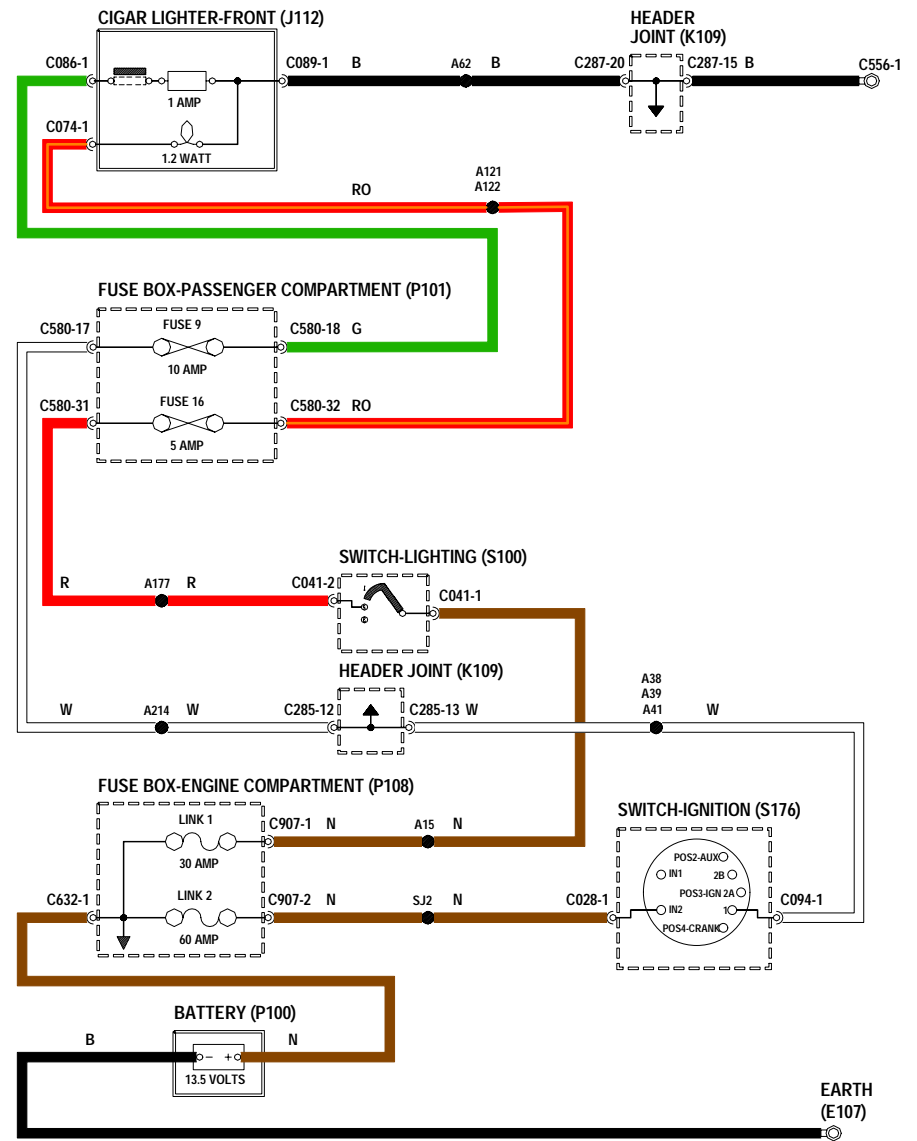 CIGAR LIGHTER-FRONT (J112)
HEADER
JOINT (K109)
C086-1
C089-1 B
A62
B
C287-20
C287-15 B
C556-1
1 AMP
C074-1
1.2 WATT
RO
A121
A122
FUSE BOX-PASSENGER COMPARTMENT (P101)
C580-17
FUSE 9
C580-18 G
10 AMP
C580-31
FUSE 16
C580-32 RO
5 AMP
SWITCH-LIGHTING (S100)
R
A177
R
C041-2
C041-1
HEADER JOINT (K109)
W
A214
W
C285-12
C285-13 W
A38
A39
A41
W
FUSE BOX-ENGINE COMPARTMENT (P108)
LINK 1
C907-1 N
A15
N
30 AMP
SWITCH-IGNITION (S176)
POS2-AUX
IN1
2B
POS3-IGN 2A
IN2
1
POS4-CRANK
C632-1
LINK 2
C907-2 N
SJ2
N
C028-1
C094-1
60 AMP
BATTERY (P100)
B
N
- +
13.5 VOLTS
EARTH
(E107)